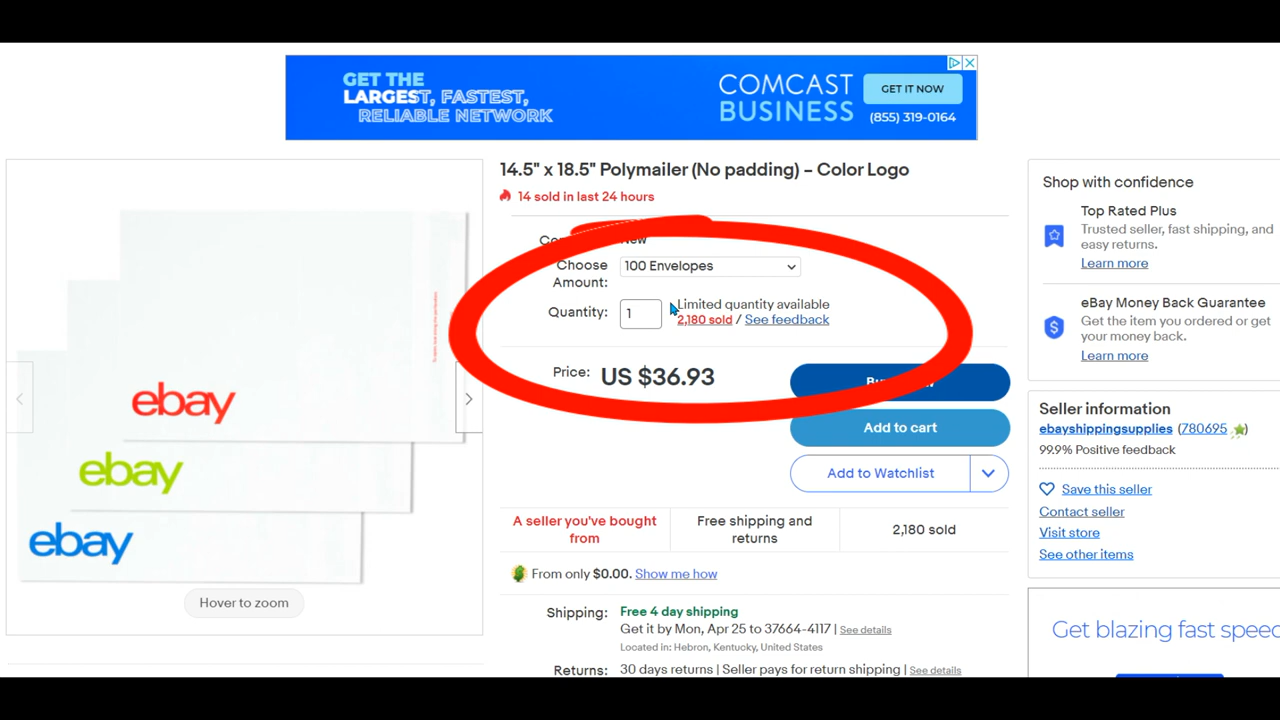 GET THE
LARGEST, FASTEST,
RELIABLE NETWORK
COMCAST
BUSINESS
GET IT NOW
(855) 319-0164
14.5" x 18.5" Polymailer (No padding) – Color Logo
14 sold in last 24 hours
New
Choose
Amount:
100 Envelopes
Quantity:
1
Limited quantity available
2,180 sold / See feedback
Price:
US $36.93
Add to cart
Add to Watchlist
A seller you've bought
from
Free shipping and
returns
2,180 sold
From only $0.00. Show me how
Shipping:
Free 4 day shipping
Get it by Mon, Apr 25 to 37664-4117 | See details
Located in: Hebron, Kentucky, United States
Returns:
30 days returns | Seller pays for return shipping | See details
ebay
ebay
ebay
Hover to zoom
Shop with confidence
Top Rated Plus
Trusted seller, fast shipping, and
easy returns.
Learn more
eBay Money Back Guarantee
Get the item you ordered or get
your money back.
Learn more
Seller information
ebayshippingsupplies (780695)
99.9% Positive feedback
Save this seller
Contact seller
Visit store
See other items
Get blazing fast speed